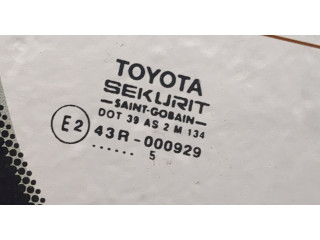 TOYOTA
SEKURIT
SAINT-GOBAIN
DOT 39 AS 2 M 134
E2 43R-000929
...... 5